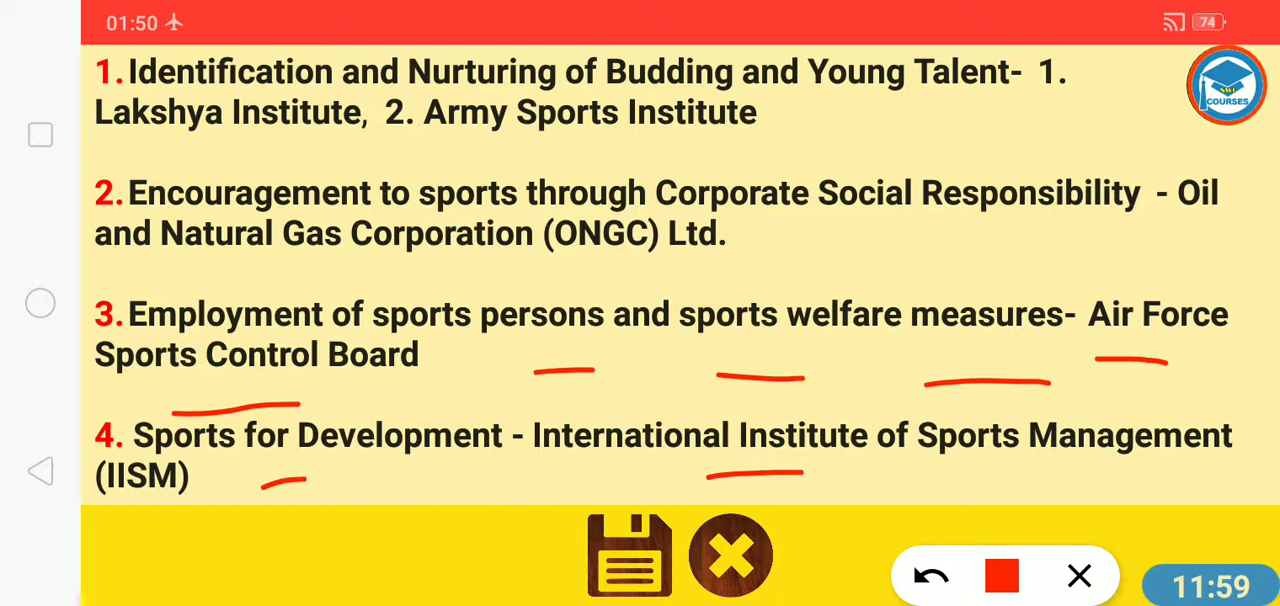 01:50
74
1. Identification and Nurturing of Budding and Young Talent- 1.
Lakshya Institute, 2. Army Sports Institute
COURSES
2. Encouragement to sports through Corporate Social Responsibility - Oil
and Natural Gas Corporation (ONGC) Ltd.
3. Employment of sports persons and sports welfare measures- Air Force
Sports Control Board
4. Sports for Development - International Institute of Sports Management
(IISM)
11:59